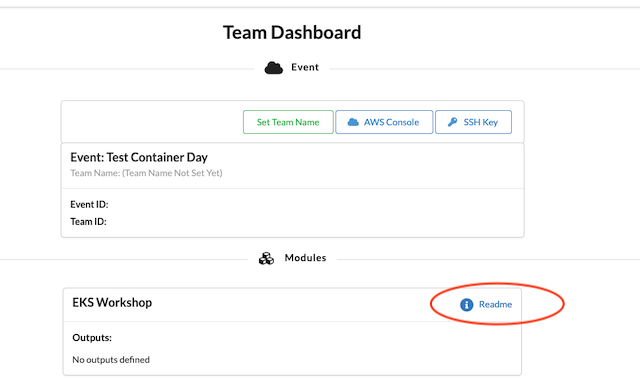 Team Dashboard
Event
Set Team Name
AWS Console
SSH Key
Event: Test Container Day
Team Name: (Team Name Not Set Yet)
Event ID:
Team ID:
Modules
EKS Workshop
Readme
Outputs:
No outputs defined